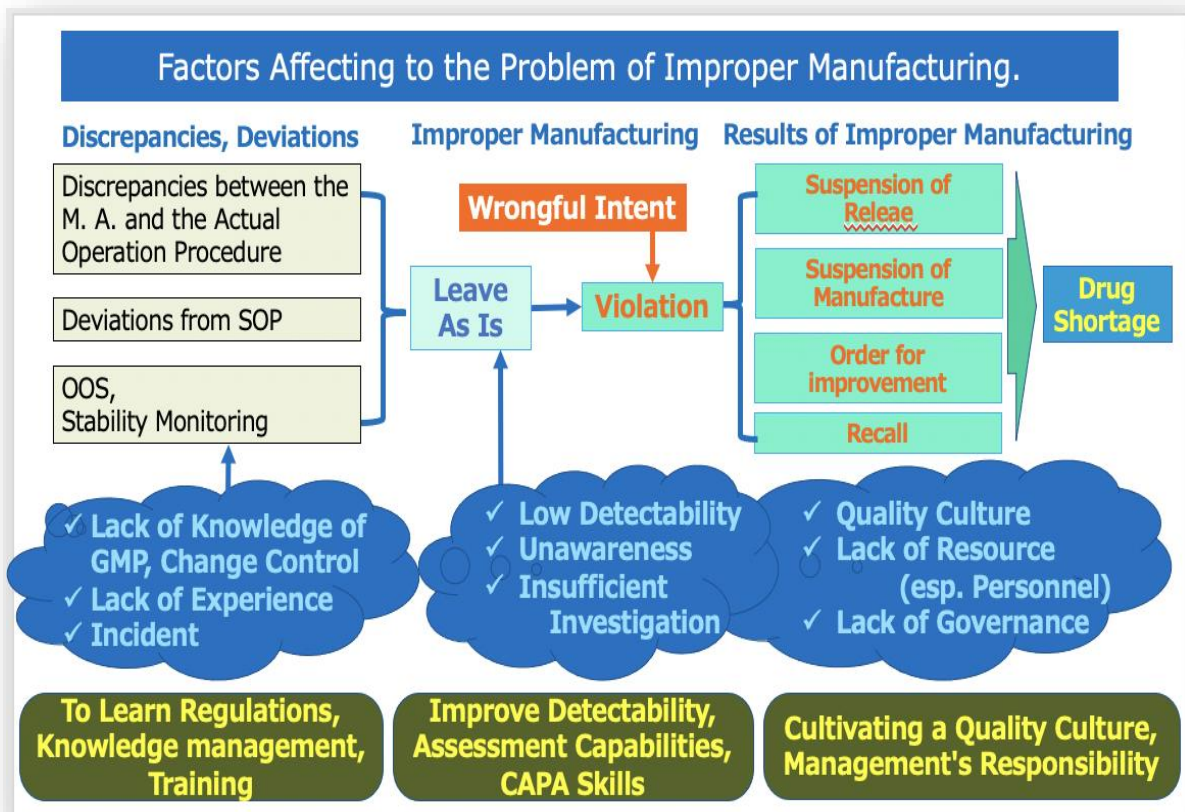 Factors Affecting to the Problem of Improper Manufacturing.
Discrepancies, Deviations
Discrepancies between the
M. A. and the Actual
Operation Procedure
Deviations from SOP
OOS,
Stability Monitoring
Improper Manufacturing
Wrongful Intent
Leave
As Is
Violation
Results of Improper Manufacturing
Suspension of
Releae
Suspension of
Manufacture
Order for
improvement
Recall
Drug
Shortage
✓ Lack of Knowledge of
GMP, Change Control
✓ Lack of Experience
✓ Incident
✓ Low Detectability
✓ Unawareness
✓ Insufficient
Investigation
✓ Quality Culture
✓ Lack of Resource
(esp. Personnel)
✓ Lack of Governance
To Learn Regulations,
Knowledge management,
Training
Improve Detectability,
Assessment Capabilities,
CAPA Skills
Cultivating a Quality Culture,
Management's Responsibility